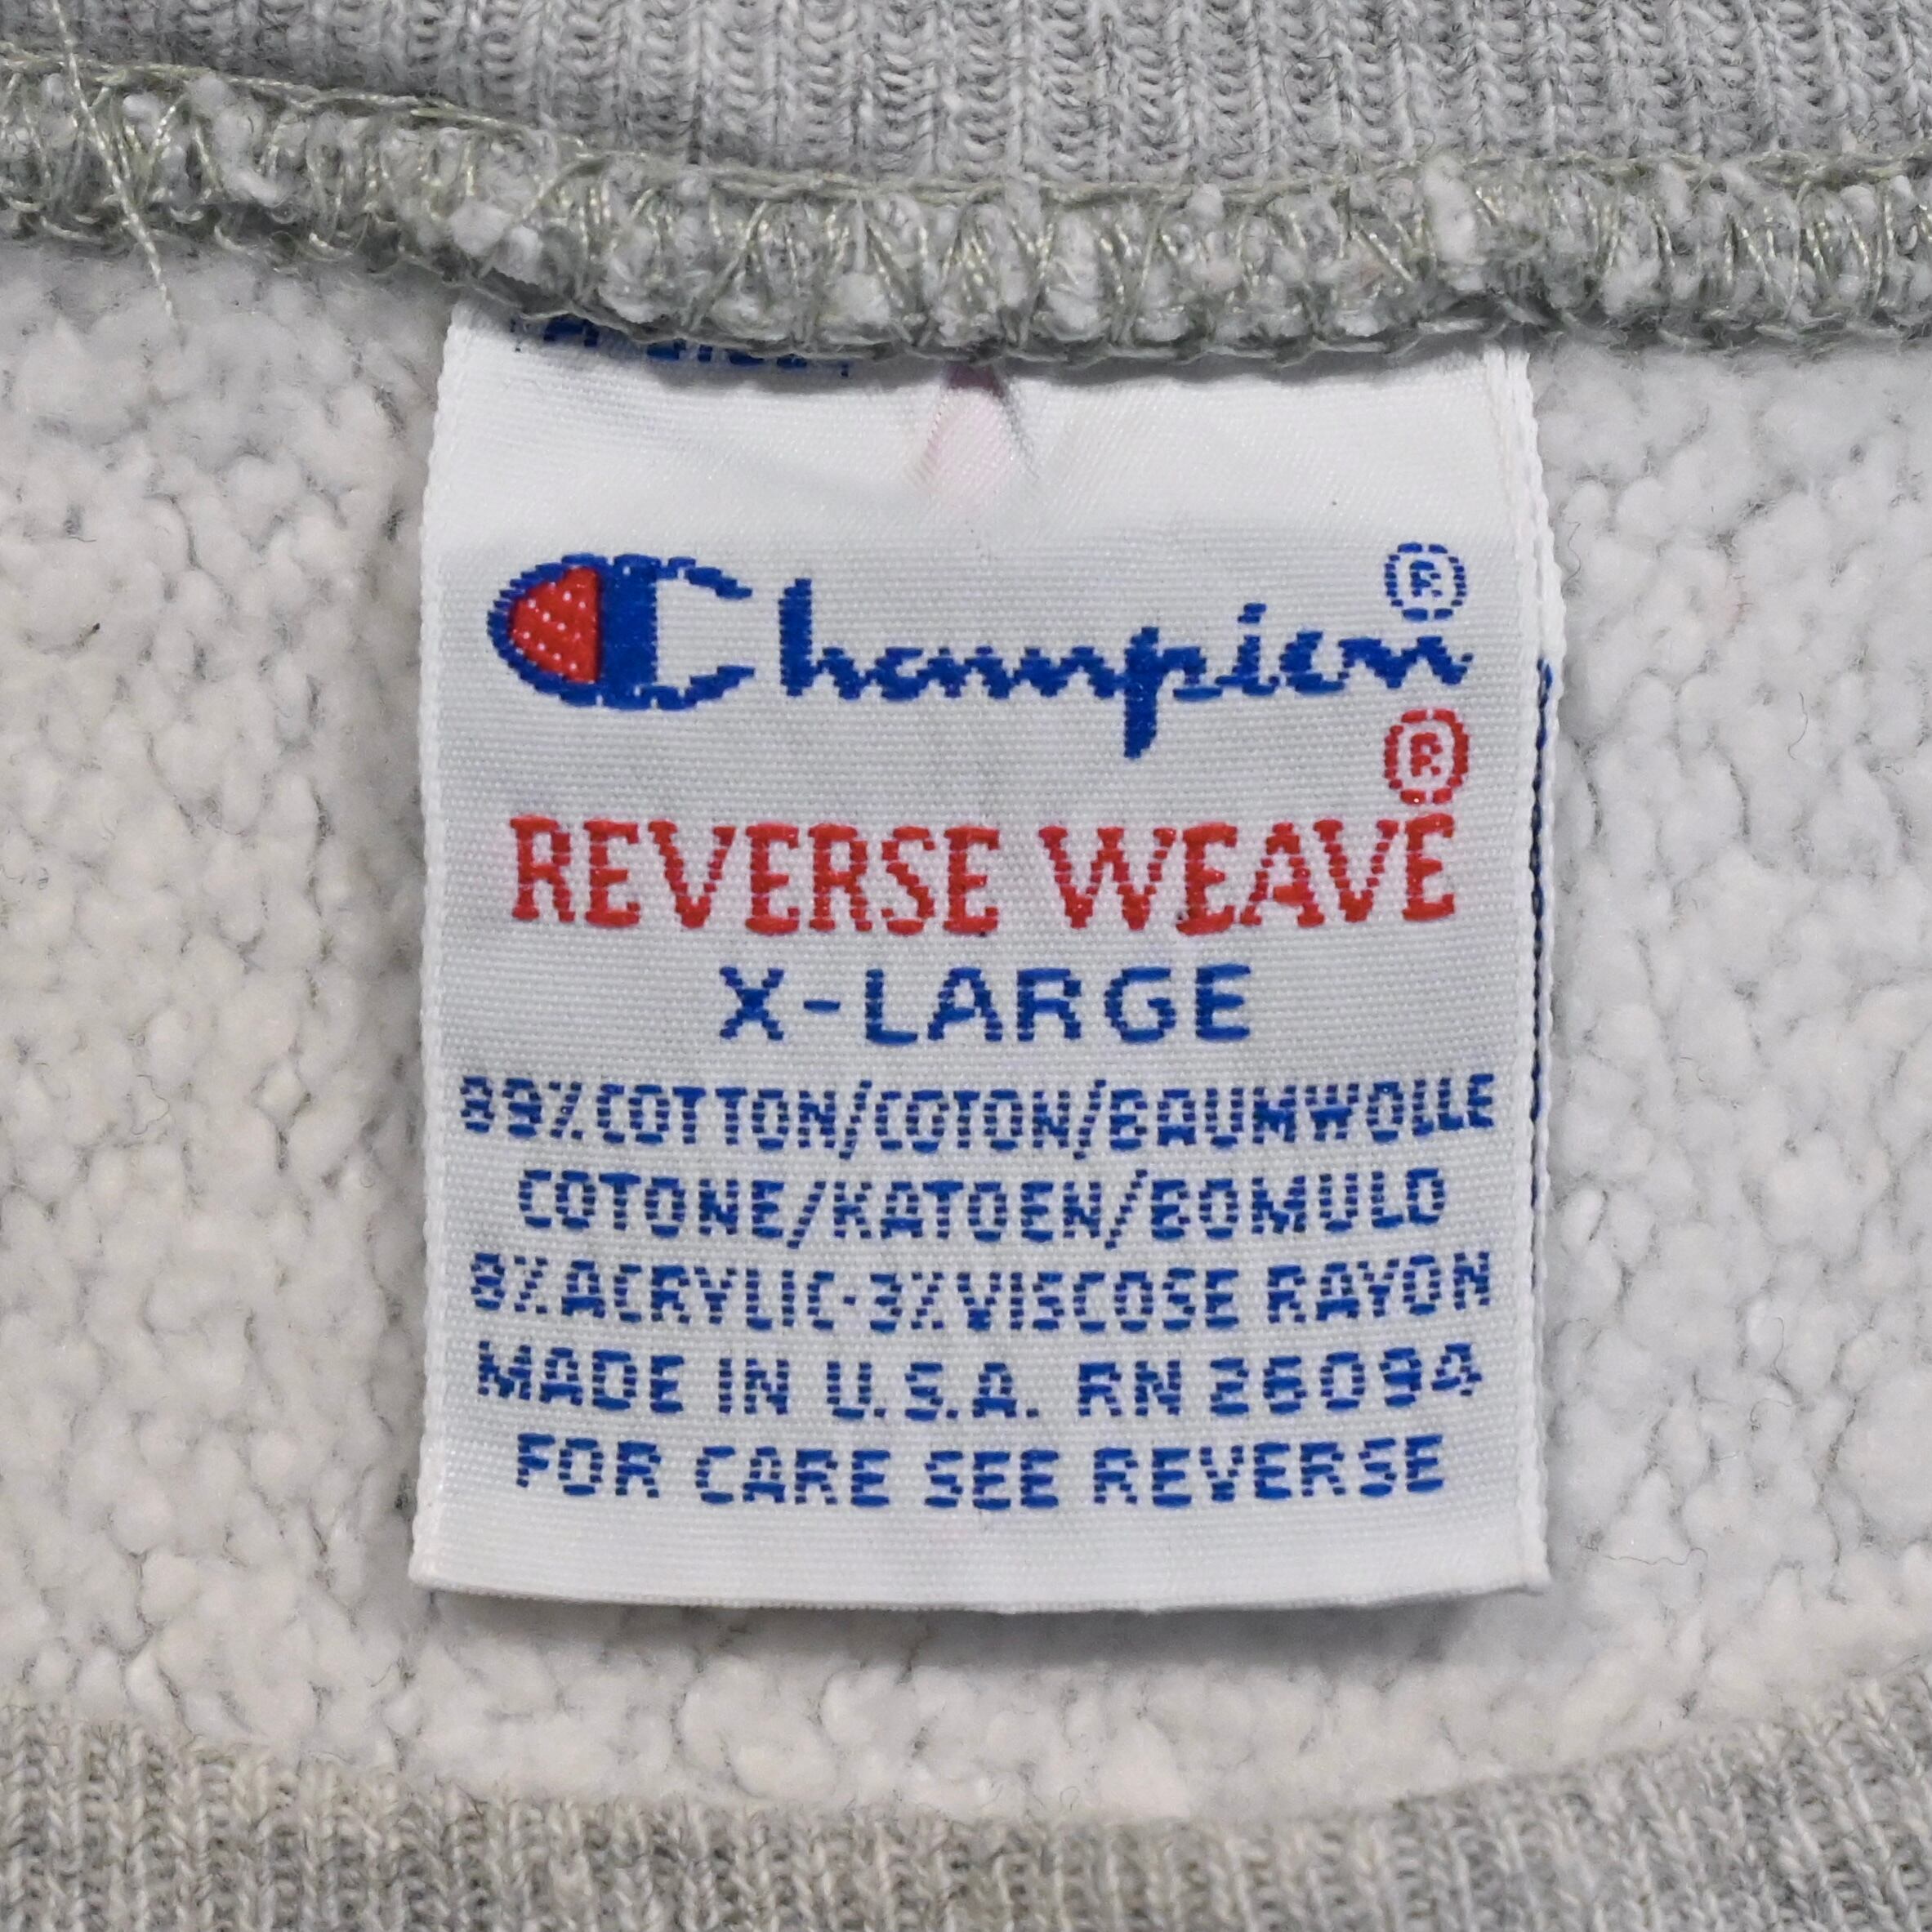 Champion®
®
REVERSE WEAVE
X-LARGE
89% COTTON/COTON/BAUMWOLLE
COTONE/KATOEN/BOMULD
8% ACRYLIC-3% VISCOSE RAYON
MADE IN U.S.A. RN 26094
FOR CARE SEE REVERSE